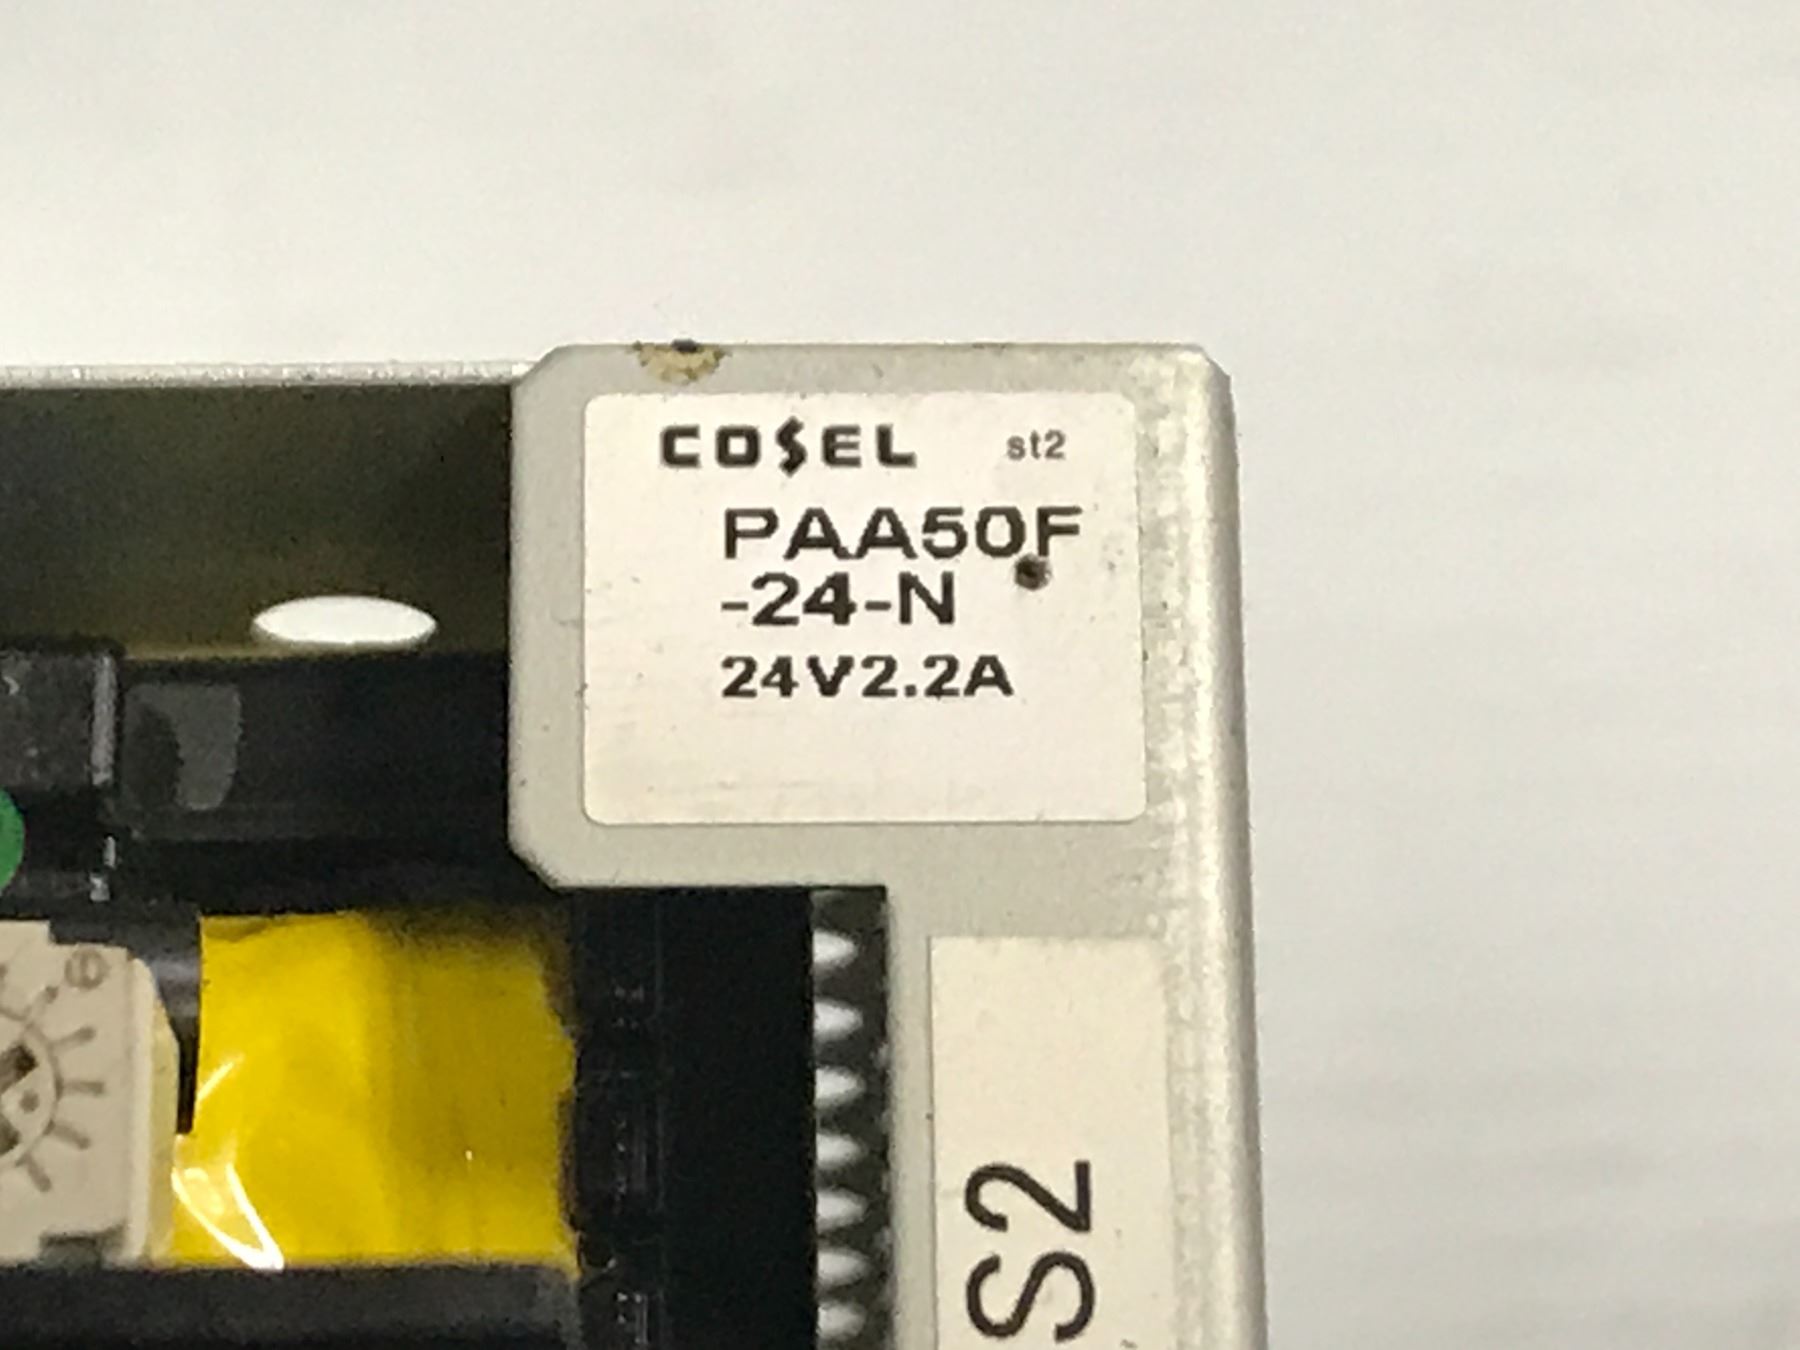 COSEL st2
PAA50F
-24-N
24V2.2A
S2